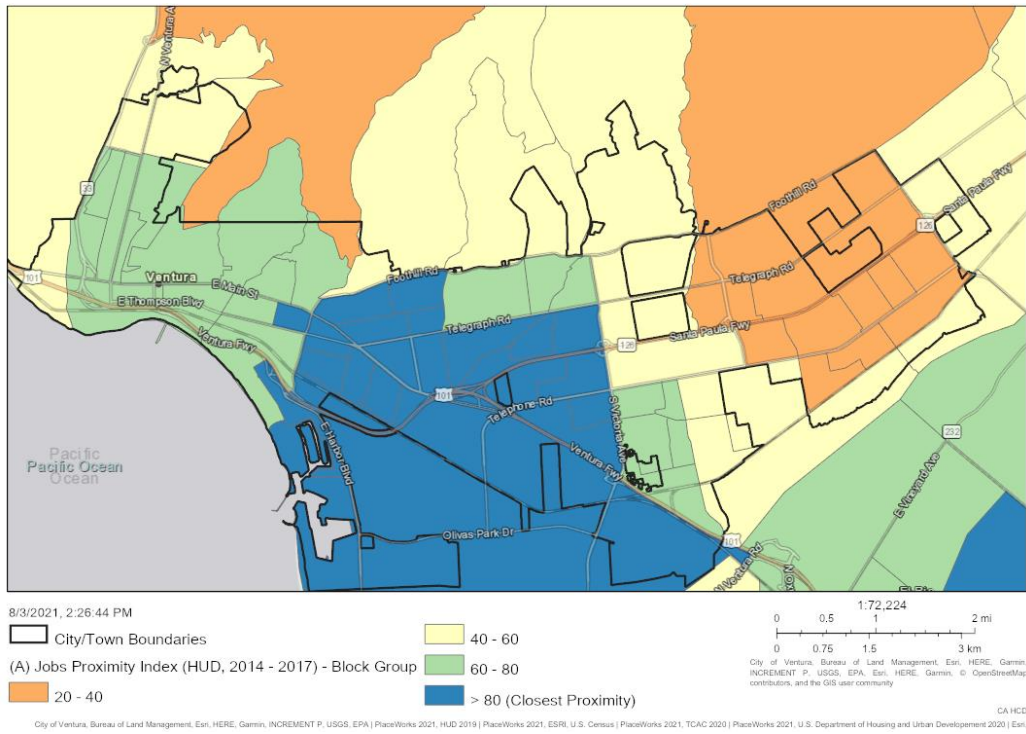 N Ventura A
33
101
Ventura
E Main St
E Thompson Blvd
Ventura Fwy
Foothill Rd
Telegraph Rd
101
Telephone Rd
126
Santa Paula Fwy
S Victoria Ave
Ventura Fwy
E Harbor Blvd
Olivas Park Dr
Foothill Rd
Telegraph Rd
126
Santa Paula Fwy
232
E Vineyard Ave
101
N Ventura Rd
Pacific
Ocean
Pacific Ocean
8/3/2021, 2:26:44 PM
City/Town Boundaries
(A) Jobs Proximity Index (HUD, 2014 - 2017) - Block Group
20 - 40
40 - 60
60 - 80
> 80 (Closest Proximity)
1:72,224
0 0.5 1 2 mi
0 0.75 1.5 3 km
City of Ventura, Bureau of Land Management, Esri, HERE, Garmin,
INCREMENT P, USGS, EPA, Esri, HERE, Garmin, © OpenStreetMap
contributors, and the GIS user community
CA HCD
City of Ventura, Bureau of Land Management, Esri, HERE, Garmin, INCREMENT P, USGS, EPA | PlaceWorks 2021, HUD 2019 | PlaceWorks 2021, ESRI, U.S. Census | PlaceWorks 2021, TCAC 2020 | PlaceWorks 2021, U.S. Department of Housing and Urban Developement 2020 | Esri,